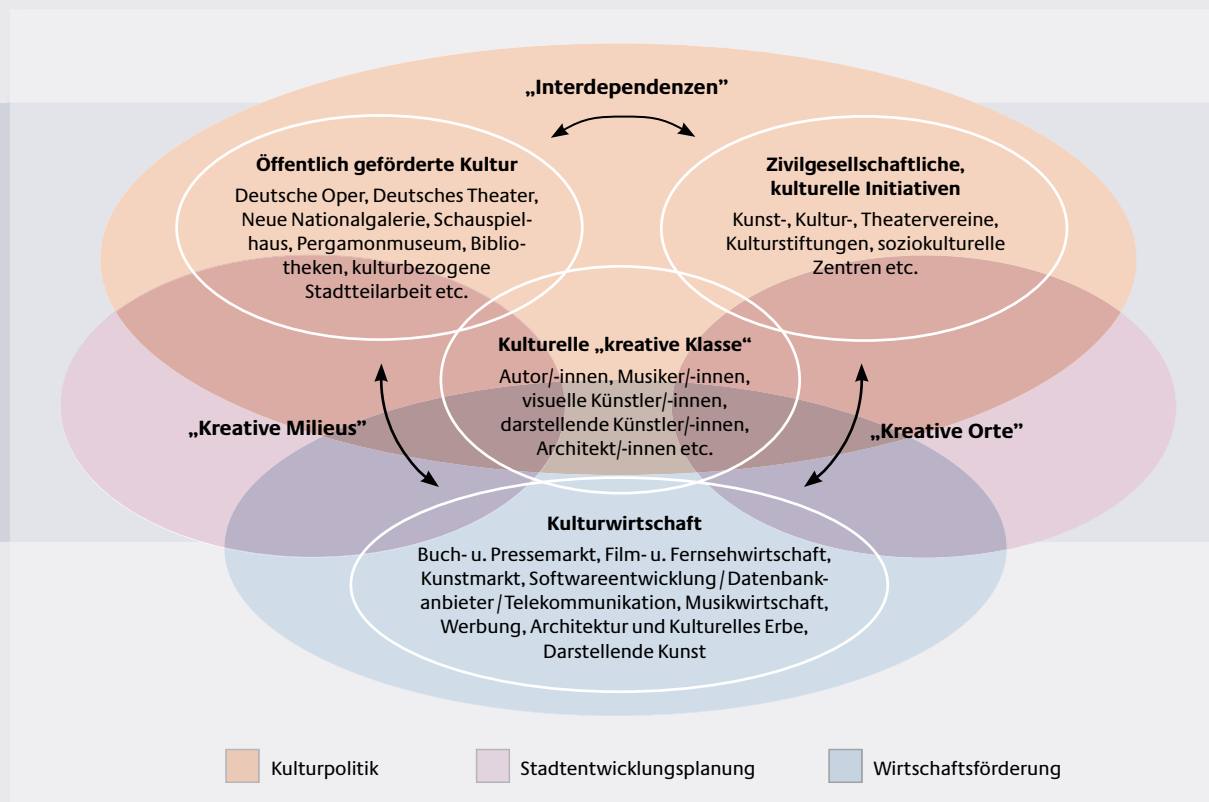 „Interdependenzen”
Öffentlich geförderte Kultur
Deutsche Oper, Deutsches Theater,
Neue Nationalgalerie, Schauspiel-
haus, Pergamonmuseum, Biblio-
theken, kulturbezogene
Stadtteilarbeit etc.
Zivilgesellschaftliche,
kulturelle Initiativen
Kunst-, Kultur-, Theatervereine,
Kulturstiftungen, soziokulturelle
Zentren etc.
Kulturelle „kreative Klasse“
Autor/-innen, Musiker/-innen,
visuelle Künstler/-innen,
darstellende Künstler/-innen,
Architekt/-innen etc.
„Kreative Milieus”
„Kreative Orte”
Kulturwirtschaft
Buch- u. Pressemarkt, Film- u. Fernsehwirtschaft,
Kunstmarkt, Softwareentwicklung / Datenbank-
anbieter / Telekommunikation, Musikwirtschaft,
Werbung, Architektur und Kulturelles Erbe,
Darstellende Kunst
Kulturpolitik
Stadtentwicklungsplanung
Wirtschaftsförderung